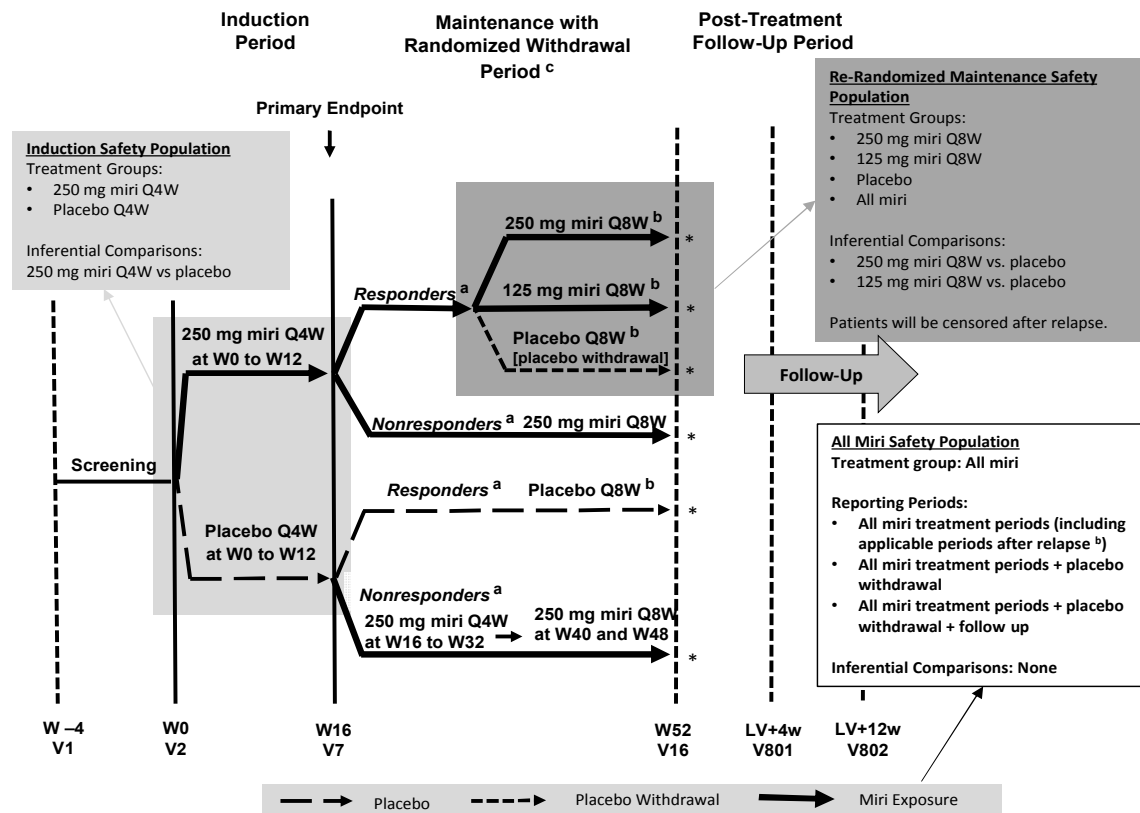 Induction
Period
Maintenance with
Randomized Withdrawal
Period c
Post-Treatment
Follow-Up Period
Primary Endpoint
Induction Safety Population
Treatment Groups:
• 250 mg miri Q4W
• Placebo Q4W
Inferential Comparisons:
250 mg miri Q4W vs placebo
Re-Randomized Maintenance Safety
Population
Treatment Groups:
• 250 mg miri Q8W
• 125 mg miri Q8W
• Placebo
• All miri
Inferential Comparisons:
• 250 mg miri Q8W vs. placebo
• 125 mg miri Q8W vs. placebo
Patients will be censored after relapse.
250 mg miri Q4W
at W0 to W12
Responders a
250 mg miri Q8W b
*
125 mg miri Q8W b
*
Placebo Q8W b
[placebo withdrawal]
*
Nonresponders a 250 mg miri Q8W
*
Follow-Up
Screening
Placebo Q4W
at W0 to W12
Responders a Placebo Q8W b
*
Nonresponders a
250 mg miri Q4W
at W16 to W32
250 mg miri Q8W
at W40 and W48
*
All Miri Safety Population
Treatment group: All miri
Reporting Periods:
• All miri treatment periods (including
applicable periods after relapse b)
• All miri treatment periods + placebo
withdrawal
• All miri treatment periods + placebo
withdrawal + follow up
Inferential Comparisons: None
W –4
V1
W0
V2
W16
V7
W52
V16
LV+4w
V801
LV+12w
V802
Placebo
Placebo Withdrawal
Miri Exposure